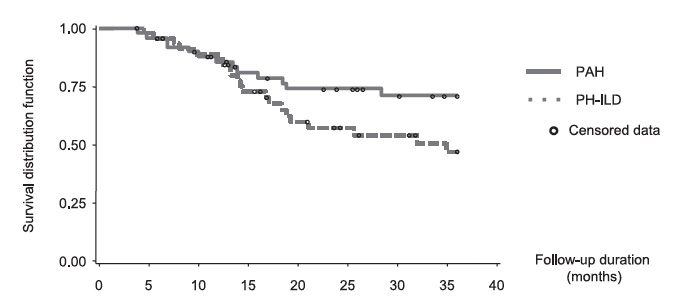 Survival distribution function
1.00
0.75
0.50
0.25
0.00
0 5 10 15 20 25 30 35 40
PAH
PH-ILD
Censored data
Follow-up duration
(months)